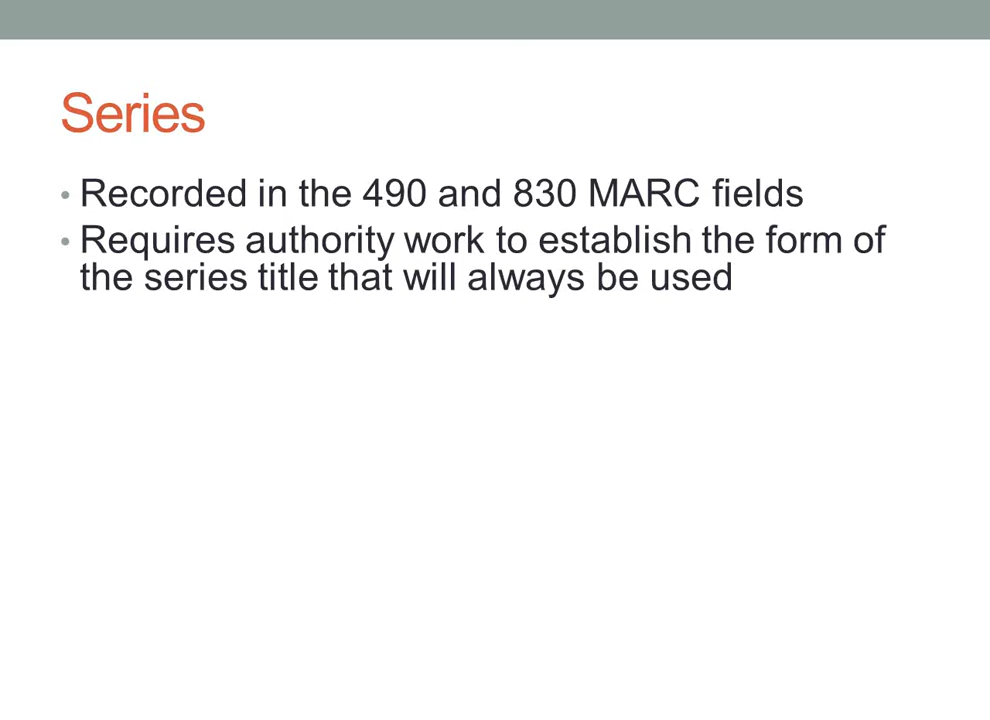 Series
• Recorded in the 490 and 830 MARC fields
• Requires authority work to establish the form of
the series title that will always be used